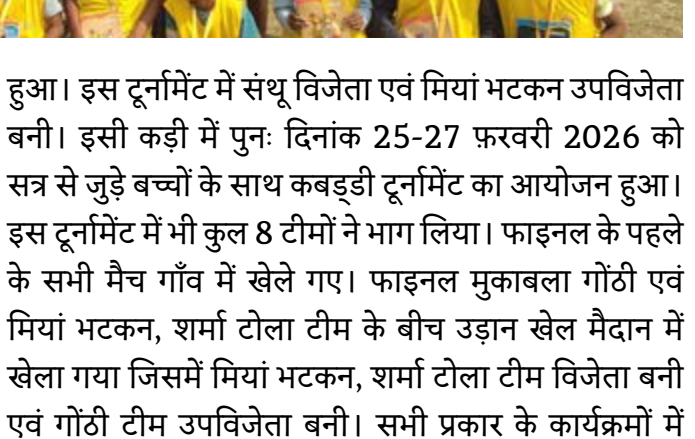 हुआ। इस टूर्नामेंट में संथू विजेता एवं मियां भटकन उपविजेता
बनी। इसी कड़ी में पुनः दिनांक 25-27 फ़रवरी 2026 को
सत्र से जुड़े बच्चों के साथ कबड्डी टूर्नामेंट का आयोजन हुआ।
इस टूर्नामेंट में भी कुल 8 टीमों ने भाग लिया। फाइनल के पहले
के सभी मैच गाँव में खेले गए। फाइनल मुकाबला गोंठी एवं
मियां भटकन, शर्मा टोला टीम के बीच उड़ान खेल मैदान में
खेला गया जिसमें मियां भटकन, शर्मा टोला टीम विजेता बनी
एवं गोंठी टीम उपविजेता बनी। सभी प्रकार के कार्यक्रमों में